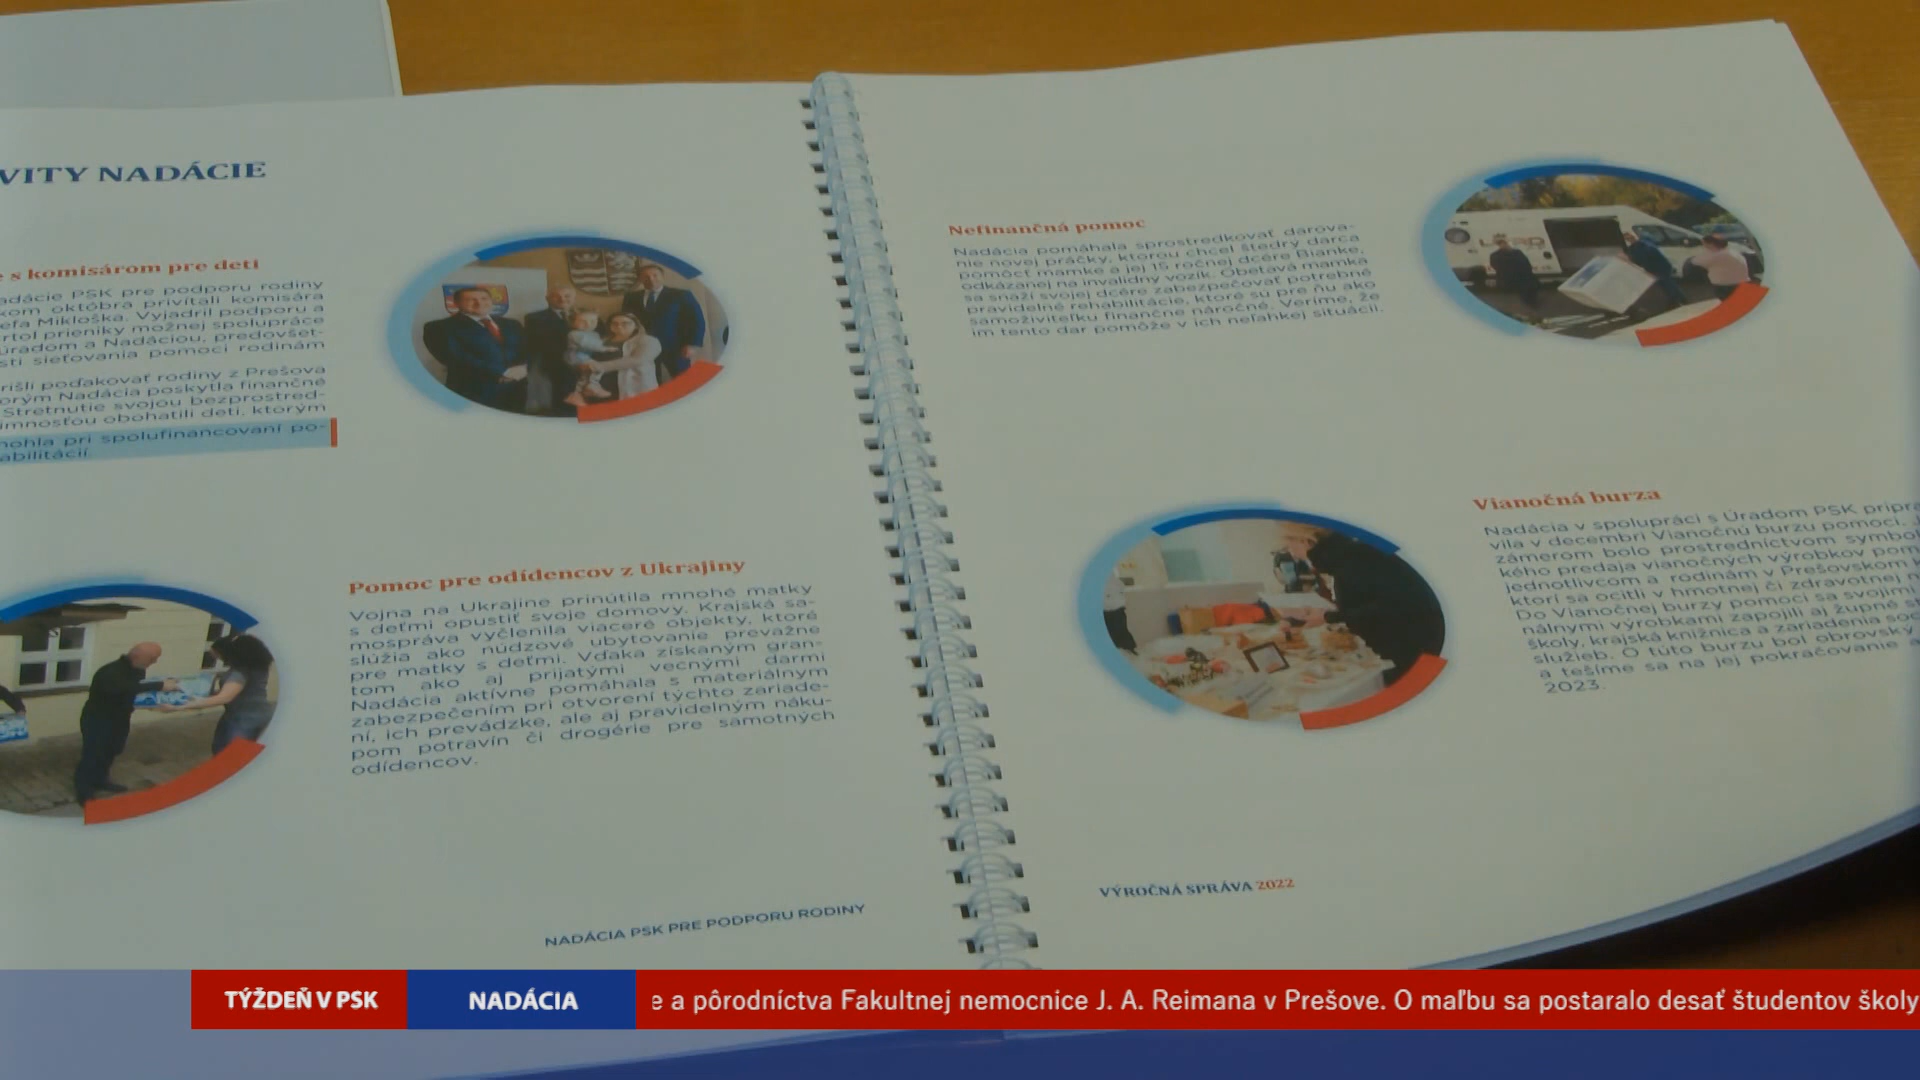 VITY NADÁCIE
e s komisárom pre deti
adácie PSK pre podporu rodiny
kom októbra privítali komisára
efa Mikloška. Vyjadril podporu a
rtol prieniky možnej spolupráce
úradom a Nadáciou, predovšet-
sti sieťovania pomoci rodinám
rišli poďakovať rodiny z Prešova
orým Nadácia poskytla finančné
Stretnutie svojou bezprostred-
mnosťou obohatili deti, ktorým
mohla pri spolufinancovaní po-
abilitácií.
Pomoc pre odídencov z Ukrajiny
Vojna na Ukrajine prinútila mnohé matky
s deťmi opustiť svoje domovy. Krajská sa-
mospráva vyčlenila viaceré objekty, ktoré
slúžia ako núdzové ubytovanie prevažne
pre matky s deťmi. Vďaka získaným gran-
tom ako aj prijatými vecnými darmi
Nadácia aktívne pomáhala s materiálnym
zabezpečením pri otvorení týchto zariade-
ní, ich prevádzke, ale aj pravidelným náku-
pom potravín či drogérie pre samotných
odídencov.
NADÁCIA PSK PRE PODPORU RODINY
Nefinančná pomoc
Nadácia pomáhala sprostredkovať darova-
nie novej práčky, ktorou chcel štedrý darca
pomôcť mamke a jej 15 ročnej dcére Bianke,
odkázanej na invalidný vozík. Obetavá mamka
sa snaží svojej dcére zabezpečovať potrebné
pravidelné rehabilitácie, ktoré sú pre ňu ako
samoživiteľku finančne náročné. Veríme, že
im tento dar pomôže v ich neľahkej situácii.
Vianočná burza
Nadácia v spolupráci s Úradom PSK pripra
vila v decembri Vianočnú burzu pomoci.
zámerom bolo prostredníctvom symbol
kého predaja vianočných výrobkov pom
jednotlivcom a rodinám v Prešovskom
ktorí sa ocitli v hmotnej či zdravotnej n
Do Vianočnej burzy pomoci sa svojimi
nálnymi výrobkami zapojili aj župné s
školy, krajská knižnica a zariadenia soc
služieb. O túto burzu bol obrovský
a tešíme sa na jej pokračovanie a
2023.
VÝROČNÁ SPRÁVA 2022
TÝŽDEŇ V PSK NADÁCIA e a pôrodníctva Fakultnej nemocnice J. A. Reimana v Prešove. O maľbu sa postaralo desať študentov školy